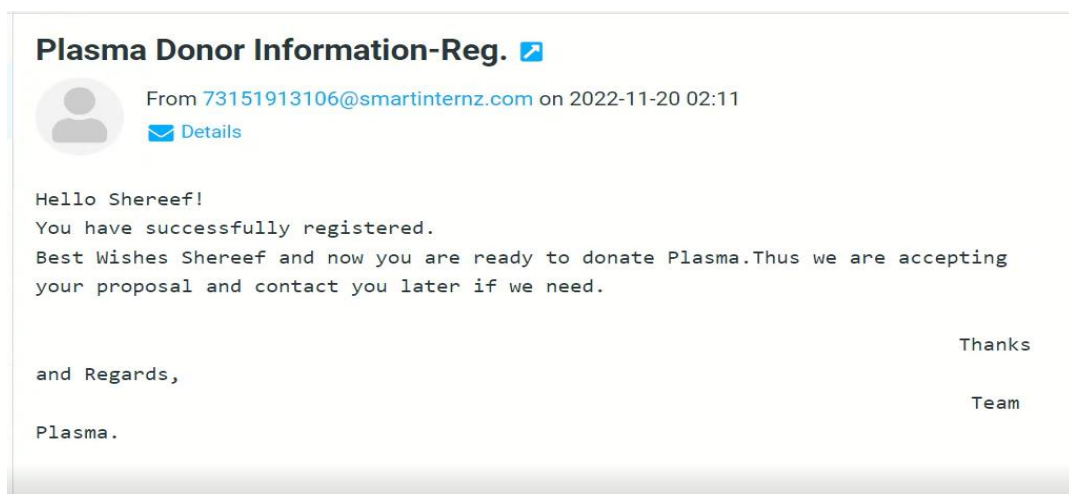 Plasma Donor Information-Reg.
From 73151913106@smartinternz.com on 2022-11-20 02:11
Details
Hello Shereef!
You have successfully registered.
Best Wishes Shereef and now you are ready to donate Plasma.Thus we are accepting
your proposal and contact you later if we need.
Thanks
and Regards,
Team
Plasma.